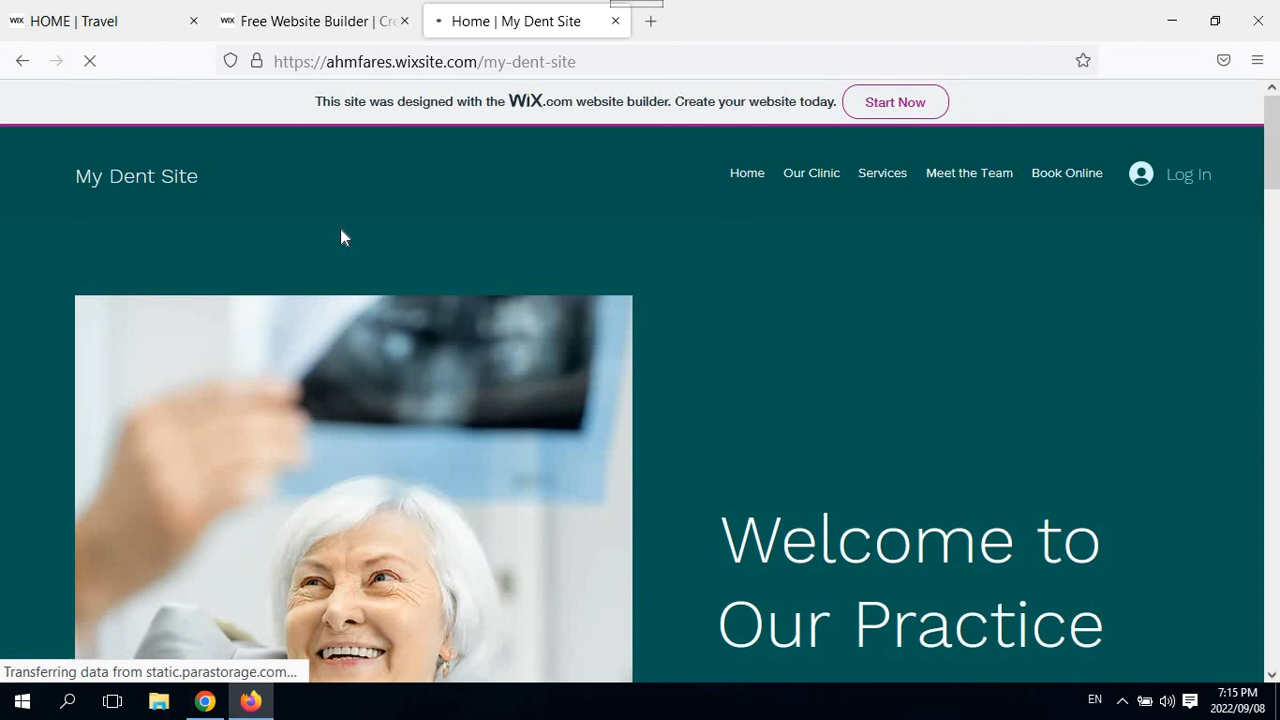 HOME | Travel
Free Website Builder | Cre
Home | My Dent Site
https://ahmfares.wixsite.com/my-dent-site
This site was designed with the WiX.com website builder. Create your website today.
Start Now
My Dent Site
Home
Our Clinic
Services
Meet the Team
Book Online
Log In
Welcome to
Our Practice
Transferring data from static.parastorage.com...
EN
7:15 PM
2022/09/08